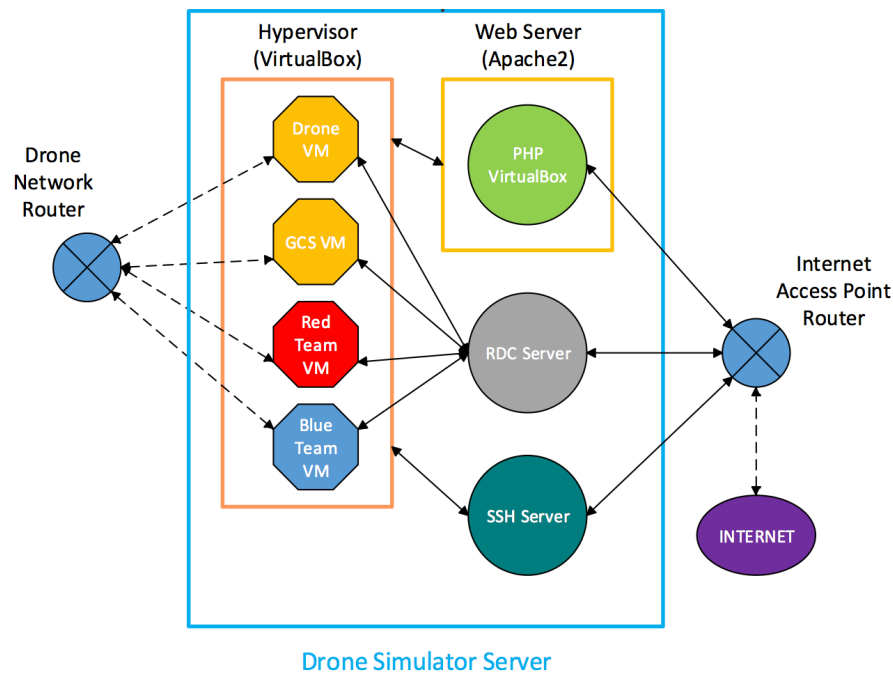 Hypervisor
(VirtualBox)
Web Server
(Apache2)
Drone
VM
PHP
VirtualBox
Drone
Network
Router
GCS VM
Internet
Access Point
Router
Red
Team
VM
RDC Server
Blue
Team
VM
SSH Server
INTERNET
Drone Simulator Server